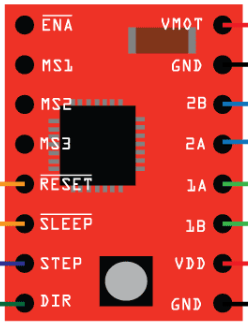 ENA VMOT
MS1 GND
MS2 2B
MS3 2A
RESET 1A
SLEEP 1B
STEP VDD
DIR GND